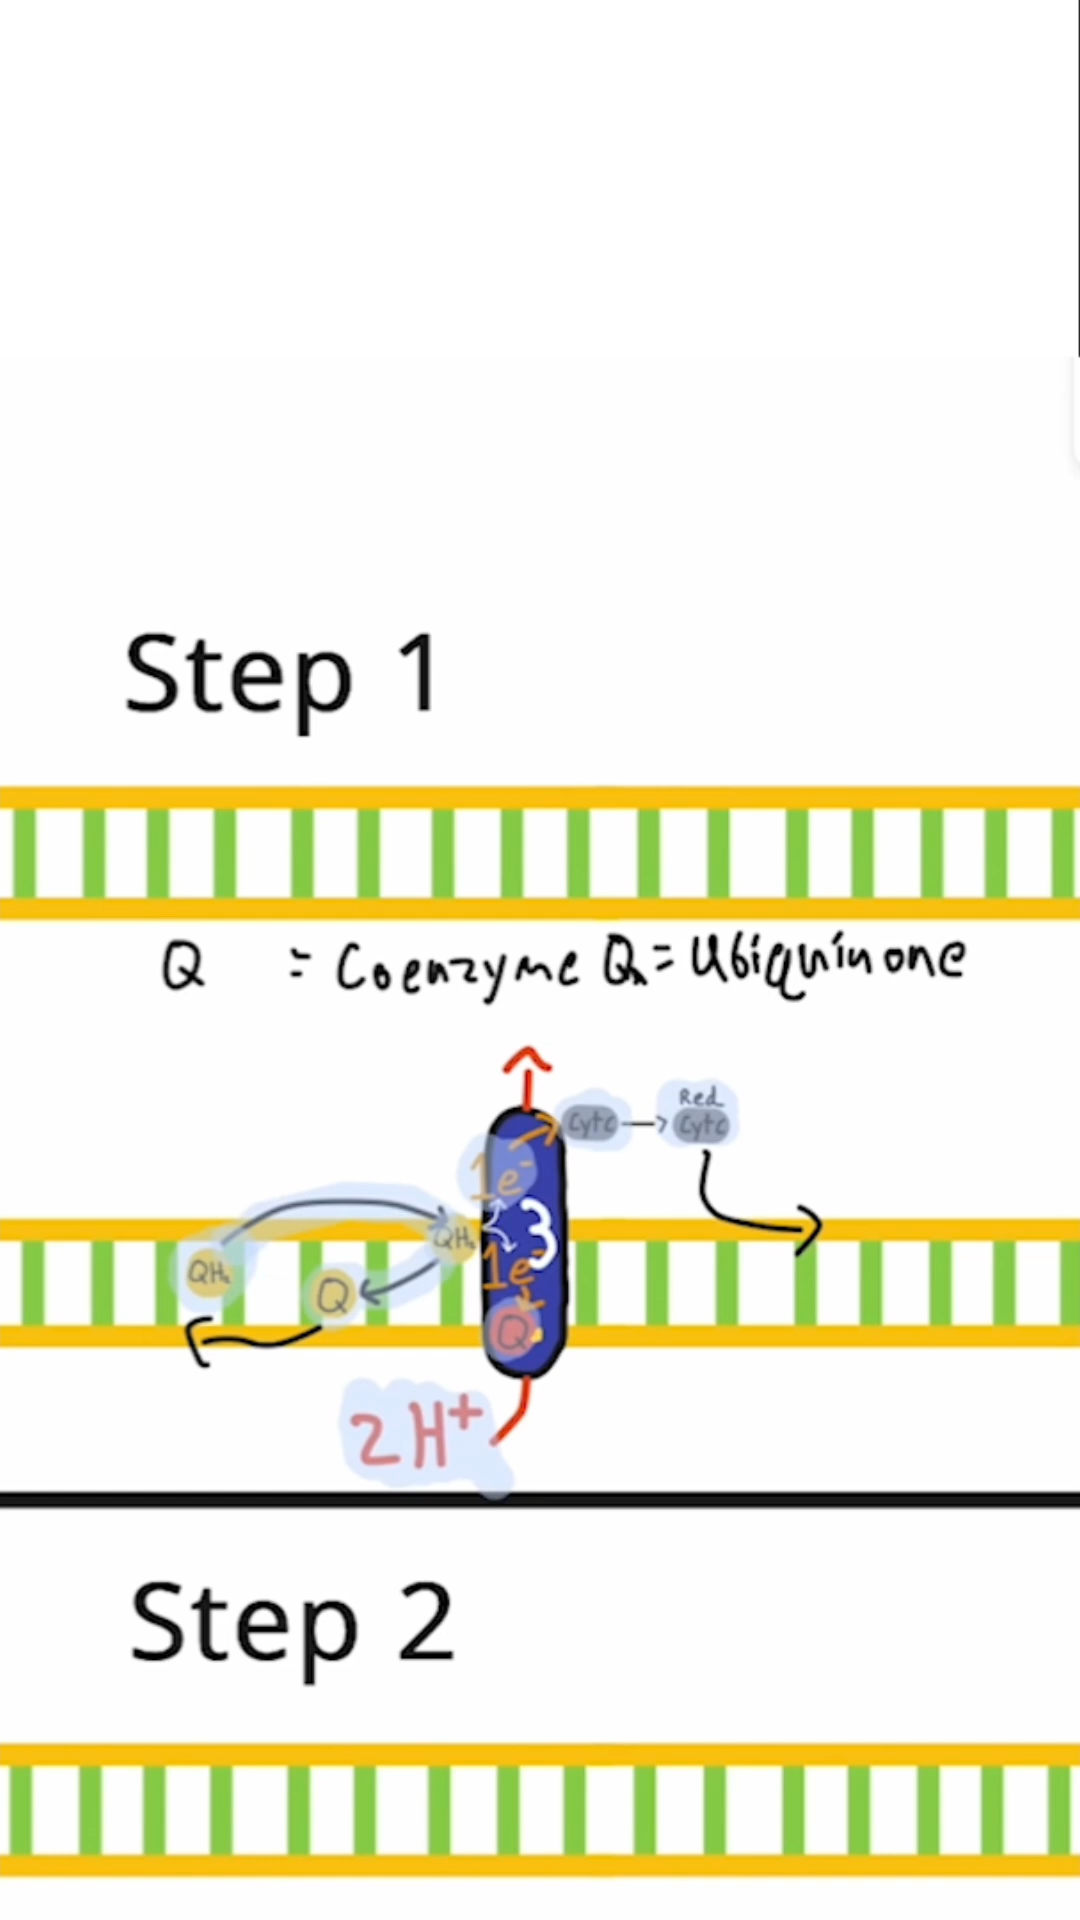 Step 1
Q = Coenzyme Q = Ubiquinone
Red
Cytc → Cytc
1e⁻
3
QH₂
QH₂
1e⁻
Q
Q
2H⁺
Step 2